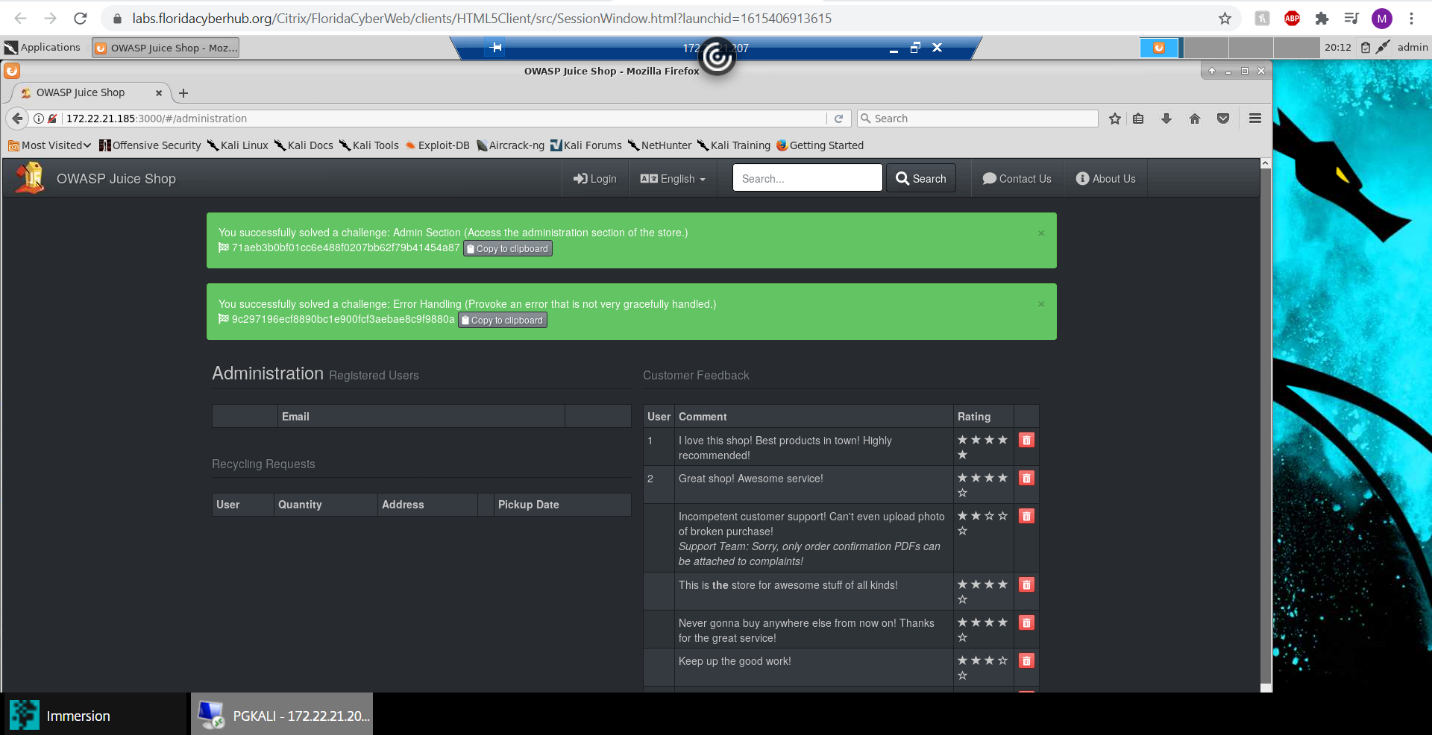 labs.floridacyberhub.org/Citrix/FloridaCyberWeb/clients/HTML5Client/src/SessionWindow.html?launchid=1615406913615
ABP
M
Applications
OWASP Juice Shop - Moz...
20:12
admin
OWASP Juice Shop - Mozilla Firefox
OWASP Juice Shop
172.22.21.185:3000/#/administration
Search
Most Visited
Offensive Security
Kali Linux
Kali Docs
Kali Tools
Exploit-DB
Aircrack-ng
Kali Forums
NetHunter
Kali Training
Getting Started
OWASP Juice Shop
Login
English
Search...
Search
Contact Us
About Us
You successfully solved a challenge: Admin Section (Access the administration section of the store.)
71aeb3b0bf01cc6e488f0207bb62f79b41454a87 Copy to clipboard
You successfully solved a challenge: Error Handling (Provoke an error that is not very gracefully handled.)
9c297196ecf8890bc1e900fcf3aebae8c9f9880a Copy to clipboard
Administration Registered Users
Email
Recycling Requests
User Quantity Address Pickup Date
Customer Feedback
User Comment Rating
1 I love this shop! Best products in town! Highly
recommended!
2 Great shop! Awesome service!
Incompetent customer support! Can't even upload photo
of broken purchase!
Support Team: Sorry, only order confirmation PDFs can
be attached to complaints!
This is the store for awesome stuff of all kinds!
Never gonna buy anywhere else from now on! Thanks
for the great service!
Keep up the good work!
Immersion
PGKALI - 172.22.21.20...